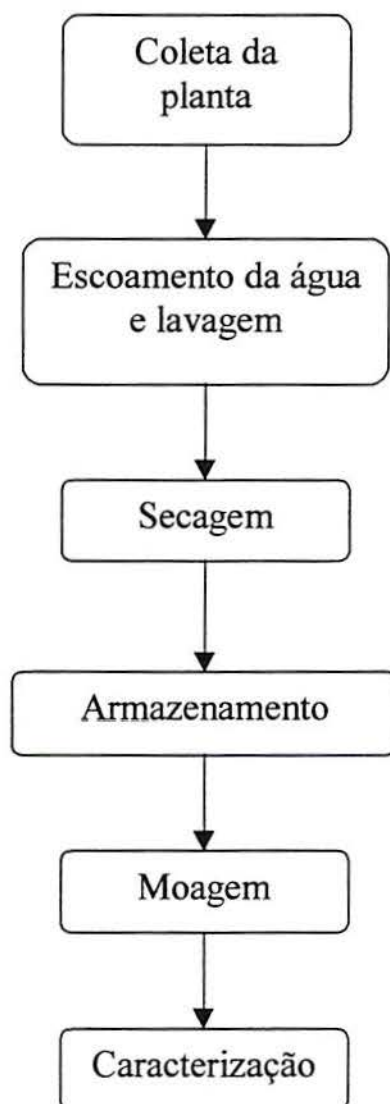 Coleta da
planta
Escoamento da água
e lavagem
Secagem
Armazenamento
Moagem
Caracterização